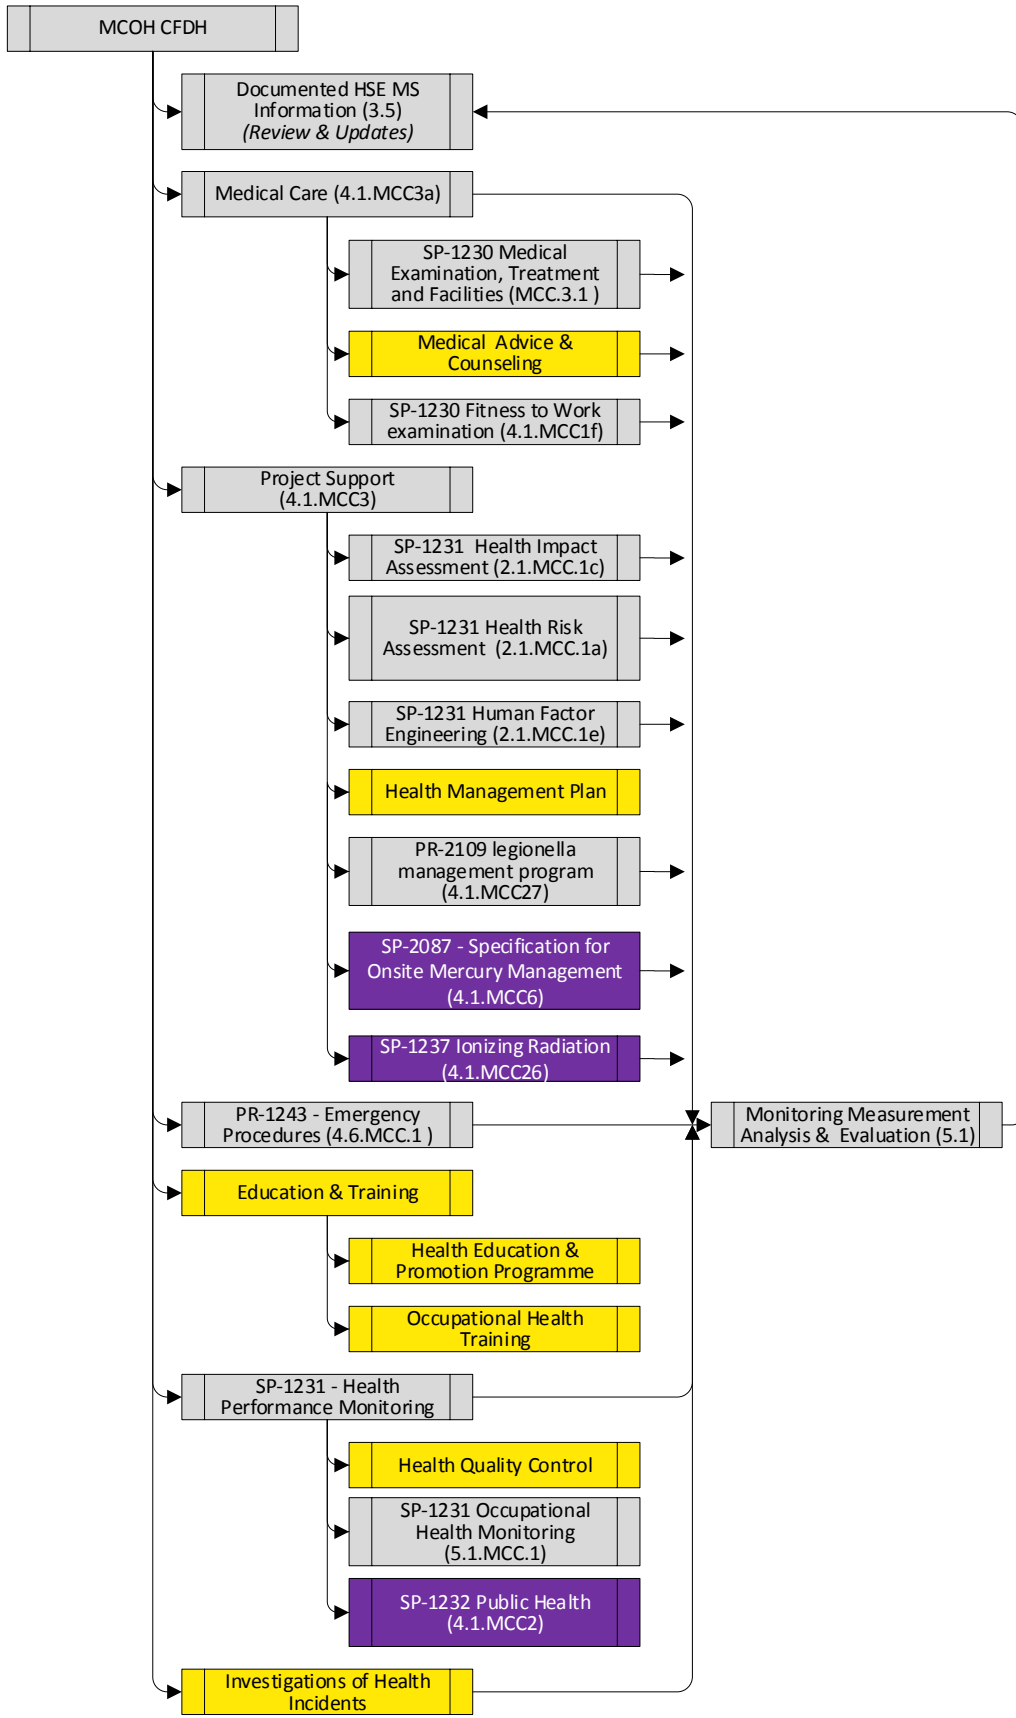 MCOH CFDH
Documented HSE MS
Information (3.5)
(Review & Updates)
Medical Care (4.1.MCC3a)
SP-1230 Medical
Examination, Treatment
and Facilities (MCC.3.1 )
Medical Advice &
Counseling
SP-1230 Fitness to Work
examination (4.1.MCC1f)
Project Support
(4.1.MCC3)
SP-1231 Health Impact
Assessment (2.1.MCC.1c)
SP-1231 Health Risk
Assessment (2.1.MCC.1a)
SP-1231 Human Factor
Engineering (2.1.MCC.1e)
Health Management Plan
PR-2109 legionella
management program
(4.1.MCC27)
SP-2087 - Specification for
Onsite Mercury Management
(4.1.MCC6)
SP-1237 Ionizing Radiation
(4.1.MCC26)
PR-1243 - Emergency
Procedures (4.6.MCC.1 )
Monitoring Measurement
Analysis & Evaluation (5.1)
Education & Training
Health Education &
Promotion Programme
Occupational Health
Training
SP-1231 - Health
Performance Monitoring
Health Quality Control
SP-1231 Occupational
Health Monitoring
(5.1.MCC.1)
SP-1232 Public Health
(4.1.MCC2)
Investigations of Health
Incidents